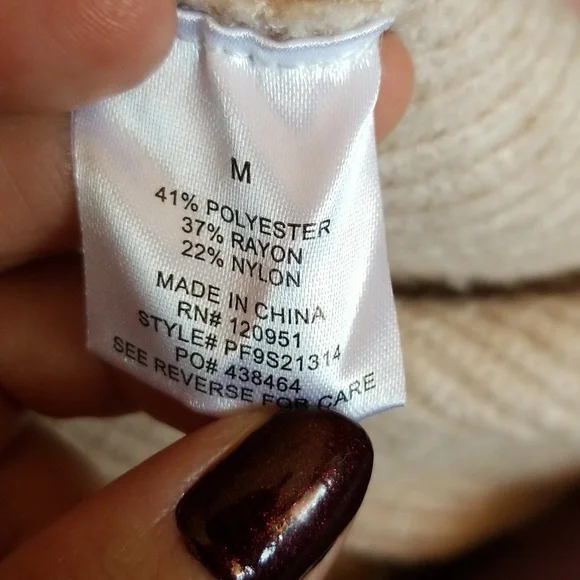 M
41% POLYESTER
37% RAYON
22% NYLON
MADE IN CHINA
RN# 120951
STYLE# PF9S21314
PO# 438464
SEE REVERSE FOR CARE